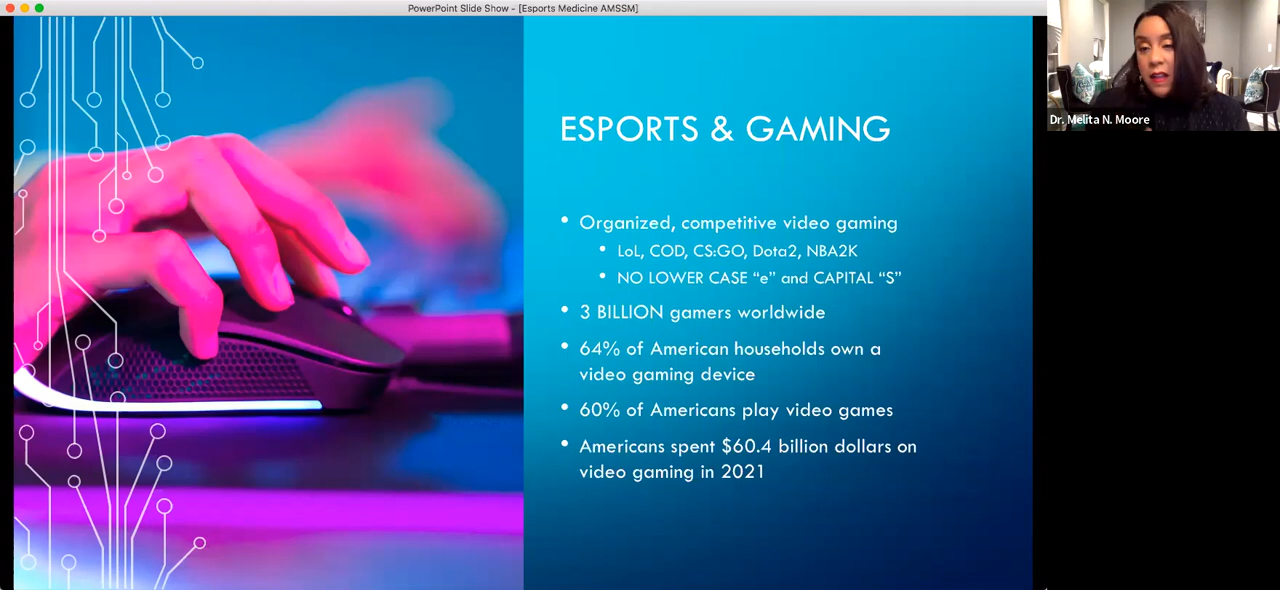 PowerPoint Slide Show - [Esports Medicine AMSSM]
ESPORTS & GAMING
• Organized, competitive video gaming
• LoL, COD, CS:GO, Dota2, NBA2K
• NO LOWER CASE “e” and CAPITAL “S”
• 3 BILLION gamers worldwide
• 64% of American households own a
video gaming device
• 60% of Americans play video games
• Americans spent $60.4 billion dollars on
video gaming in 2021
Dr. Melita N. Moore